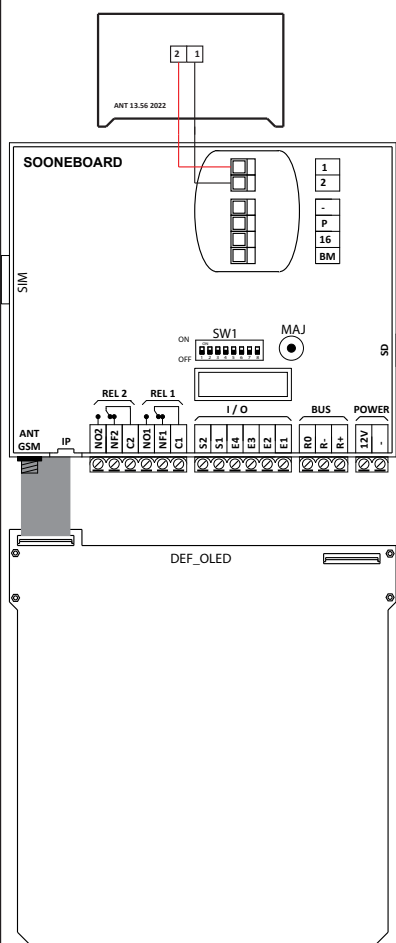 2 1
ANT 13.56 2022
SOONEBOARD
1
2
-
P
16
BM
SIM
SW1
MAJ
ON
OFF
ON
1 2 3 4 5 6 7 8
SD
REL 2 REL 1
I / O
BUS
POWER
ANT
GSM
IP
NO2 NF2 C2 NO1 NF1 C1
S2 S1 E4 E3 E2 E1
R0 R- R+
12V -
DEF_OLED